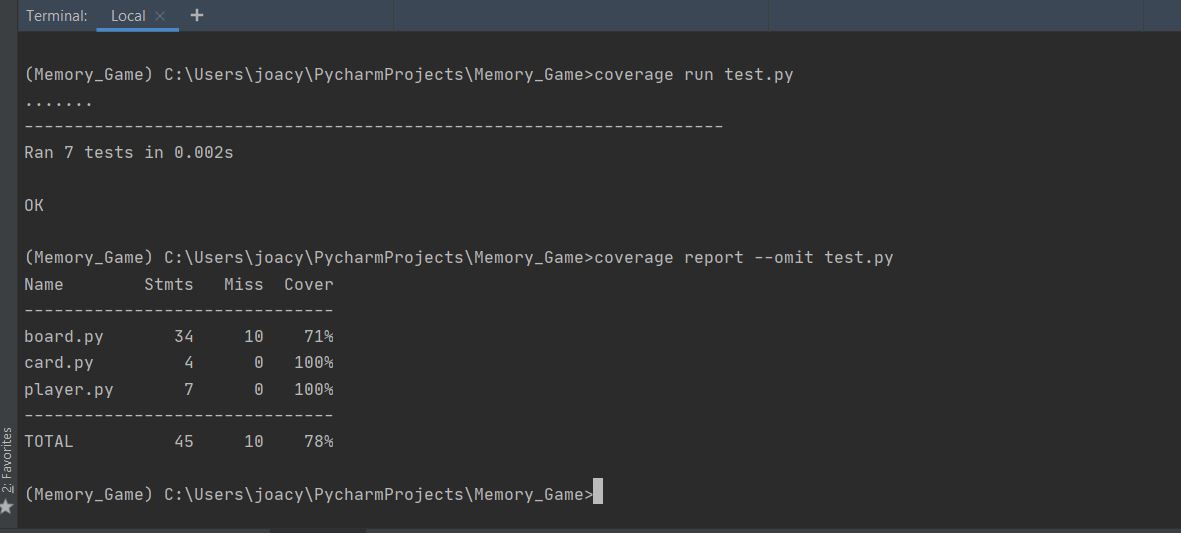 Terminal: Local × +
(Memory_Game) C:\Users\joacy\PycharmProjects\Memory_Game>coverage run test.py
.......
----------------------------------------------------------------------
Ran 7 tests in 0.002s
OK
(Memory_Game) C:\Users\joacy\PycharmProjects\Memory_Game>coverage report --omit test.py
Name        Stmts   Miss  Cover
-------------------------------
board.py       34     10    71%
card.py         4      0   100%
player.py       7      0   100%
-------------------------------
TOTAL          45     10    78%
(Memory_Game) C:\Users\joacy\PycharmProjects\Memory_Game>
2: Favorites